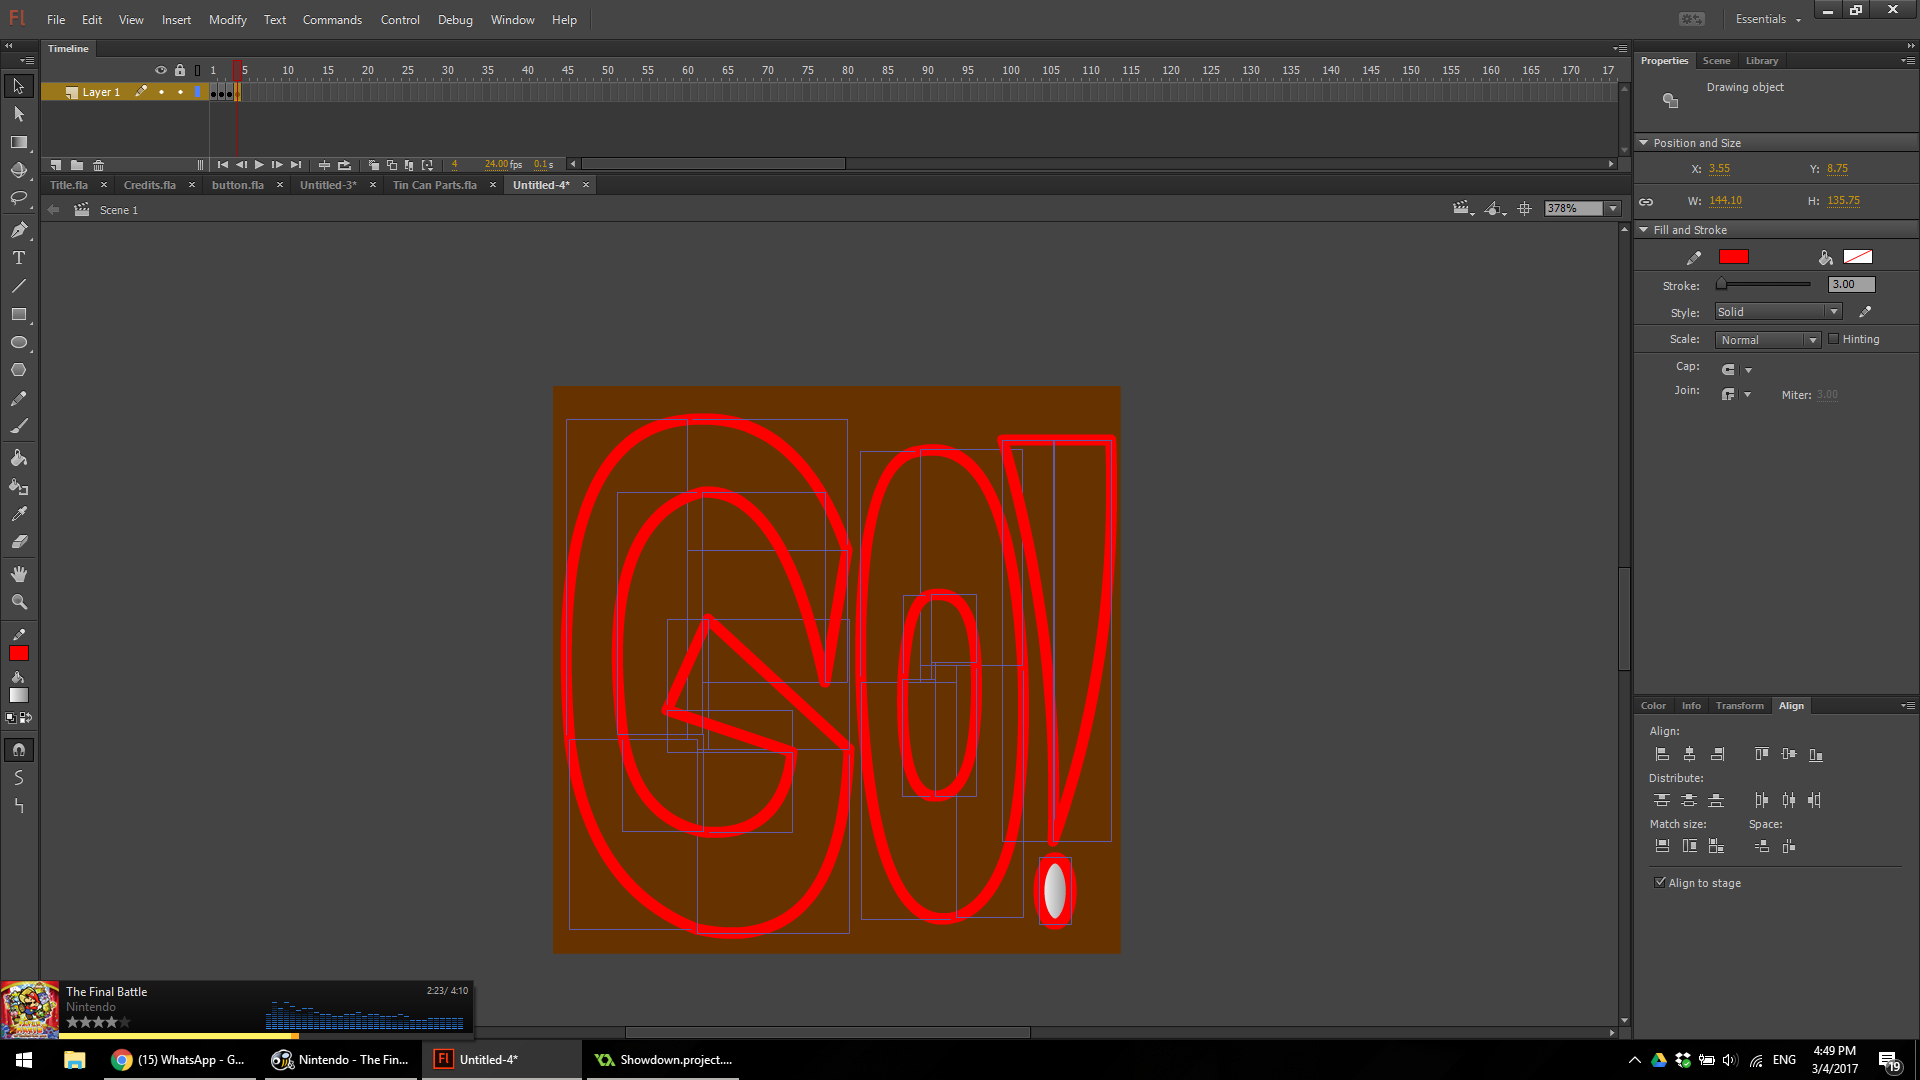 Fl File Edit View Insert Modify Text Commands Control Debug Window Help Essentials
Timeline
1 5 10 15 20 25 30 35 40 45 50 55 60 65 70 75 80 85 90 95 100 105 110 115 120 125 130 135 140 145 150 155 160 165 170 17
Layer 1
4 24.00 fps 0.1 s
Title.fla Credits.fla button.fla Untitled-3* Tin Can Parts.fla Untitled-4*
Scene 1 378%
GO!
Properties Scene Library
Drawing object
Position and Size
X: 3.55 Y: 8.75
W: 144.10 H: 135.75
Fill and Stroke
Stroke: 3.00
Style: Solid
Scale: Normal Hinting
Cap:
Join: Miter: 3.00
Color Info Transform Align
Align:
Distribute:
Match size: Space:
Align to stage
The Final Battle 2:23/ 4:10
Nintendo
(15) WhatsApp - G... Nintendo - The Fin... Fl Untitled-4* Showdown.project.... ENG 4:49 PM
3/4/2017 19